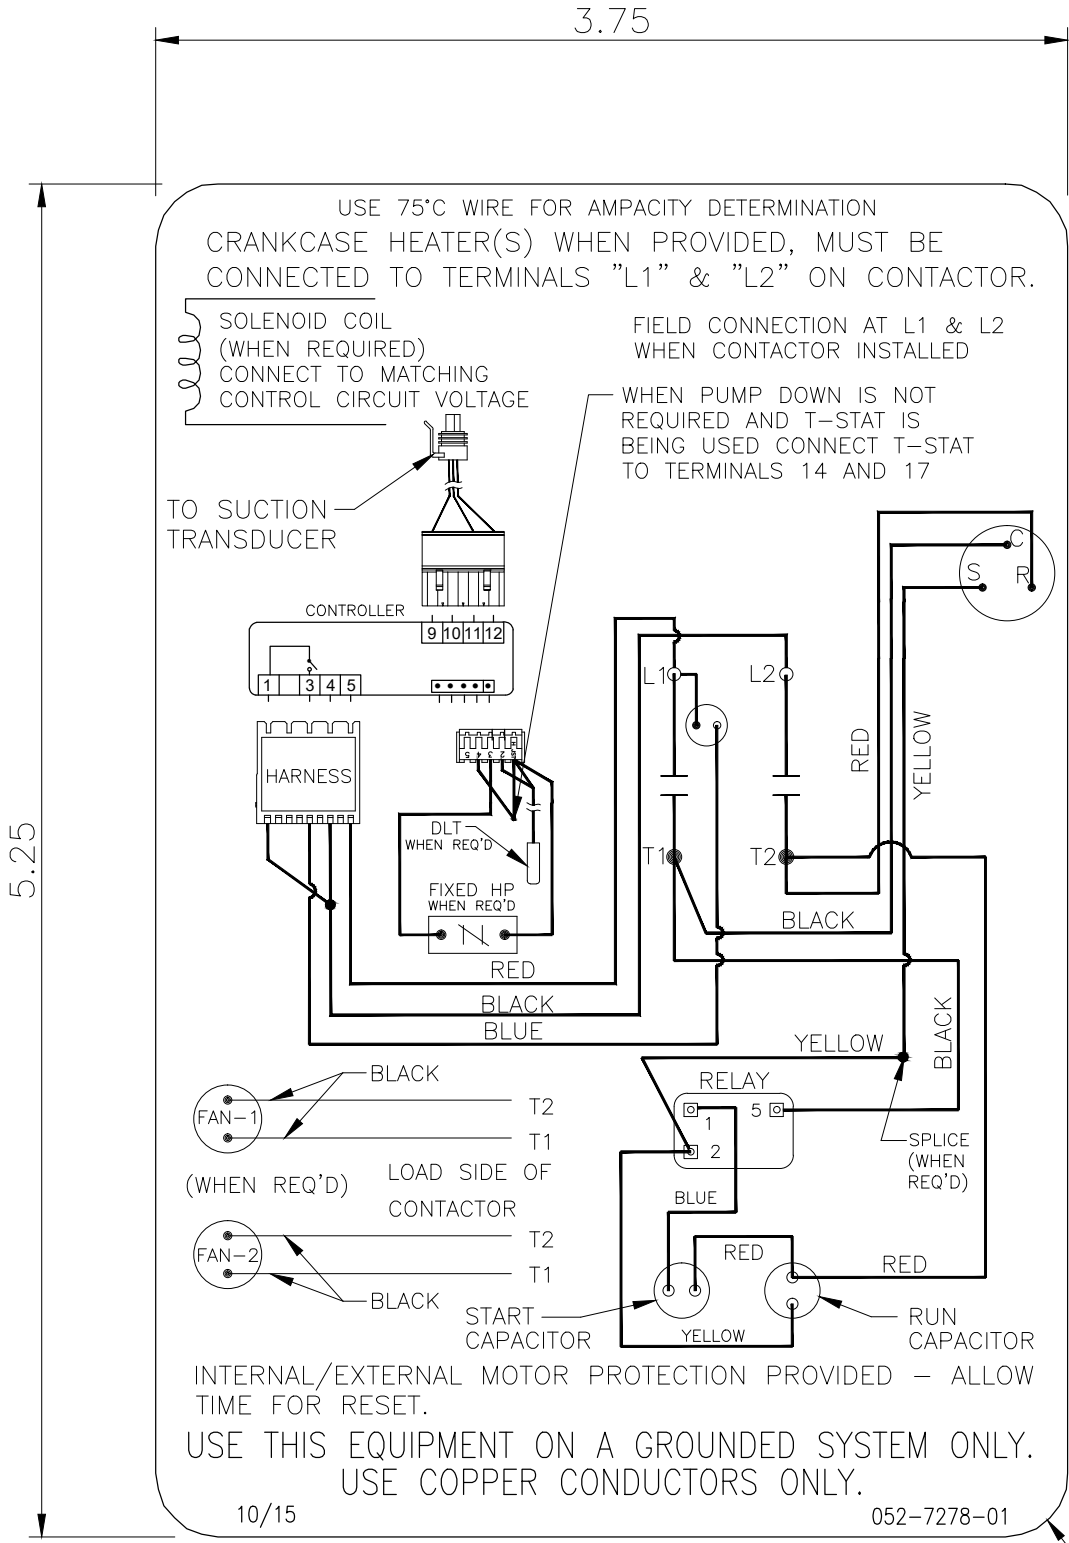 3.75
5.25
USE 75°C WIRE FOR AMPACITY DETERMINATION
CRANKCASE HEATER(S) WHEN PROVIDED, MUST BE
CONNECTED TO TERMINALS "L1" & "L2" ON CONTACTOR.
SOLENOID COIL
(WHEN REQUIRED)
CONNECT TO MATCHING
CONTROL CIRCUIT VOLTAGE
FIELD CONNECTION AT L1 & L2
WHEN CONTACTOR INSTALLED
WHEN PUMP DOWN IS NOT
REQUIRED AND T-STAT IS
BEING USED CONNECT T-STAT
TO TERMINALS 14 AND 17
TO SUCTION
TRANSDUCER
C
S
R
CONTROLLER
9 10 11 12
1 3 4 5
L1
L2
RED
YELLOW
HARNESS
5 4 3 2
DLT
WHEN REQ'D
T1
T2
FIXED HP
WHEN REQ'D
BLACK
RED
BLACK
BLUE
BLACK
YELLOW
RELAY
1
5
2
SPLICE
(WHEN
REQ'D)
BLACK
FAN-1
T2
T1
(WHEN REQ'D)
LOAD SIDE OF
CONTACTOR
FAN-2
T2
T1
BLACK
BLUE
RED
RED
START
CAPACITOR
YELLOW
RUN
CAPACITOR
INTERNAL/EXTERNAL MOTOR PROTECTION PROVIDED - ALLOW
TIME FOR RESET.
USE THIS EQUIPMENT ON A GROUNDED SYSTEM ONLY.
USE COPPER CONDUCTORS ONLY.
10/15
052-7278-01